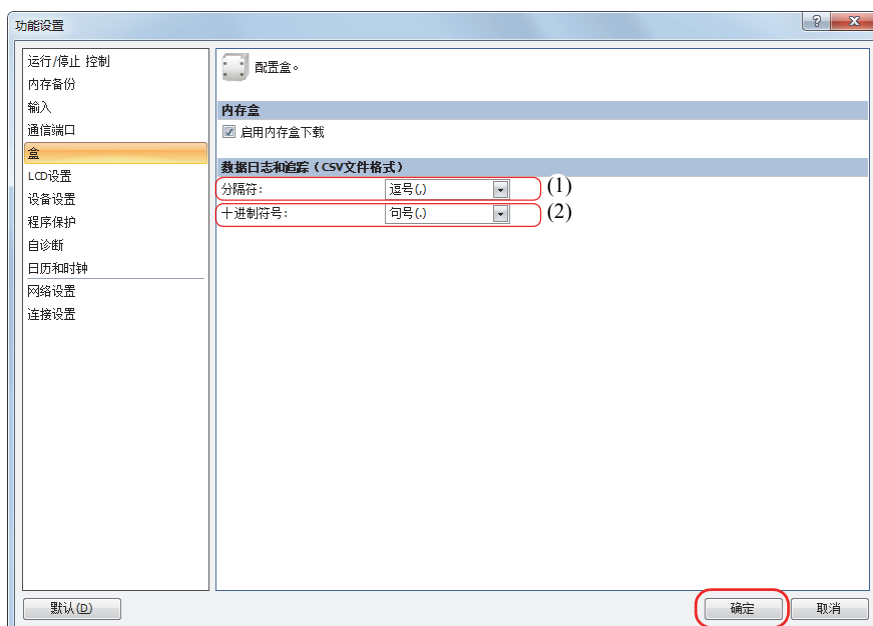 功能设置
运行/停止 控制
内存备份
输入
通信端口
盒
LCD设置
设备设置
程序保护
自诊断
日历和时钟
网络设置
连接设置
配置盒。
内存盒
启用内存盒下载
数据日志和追踪（CSV文件格式）
分隔符： 逗号(,) (1)
十进制符号： 句号(.) (2)
默认(D) 确定 取消